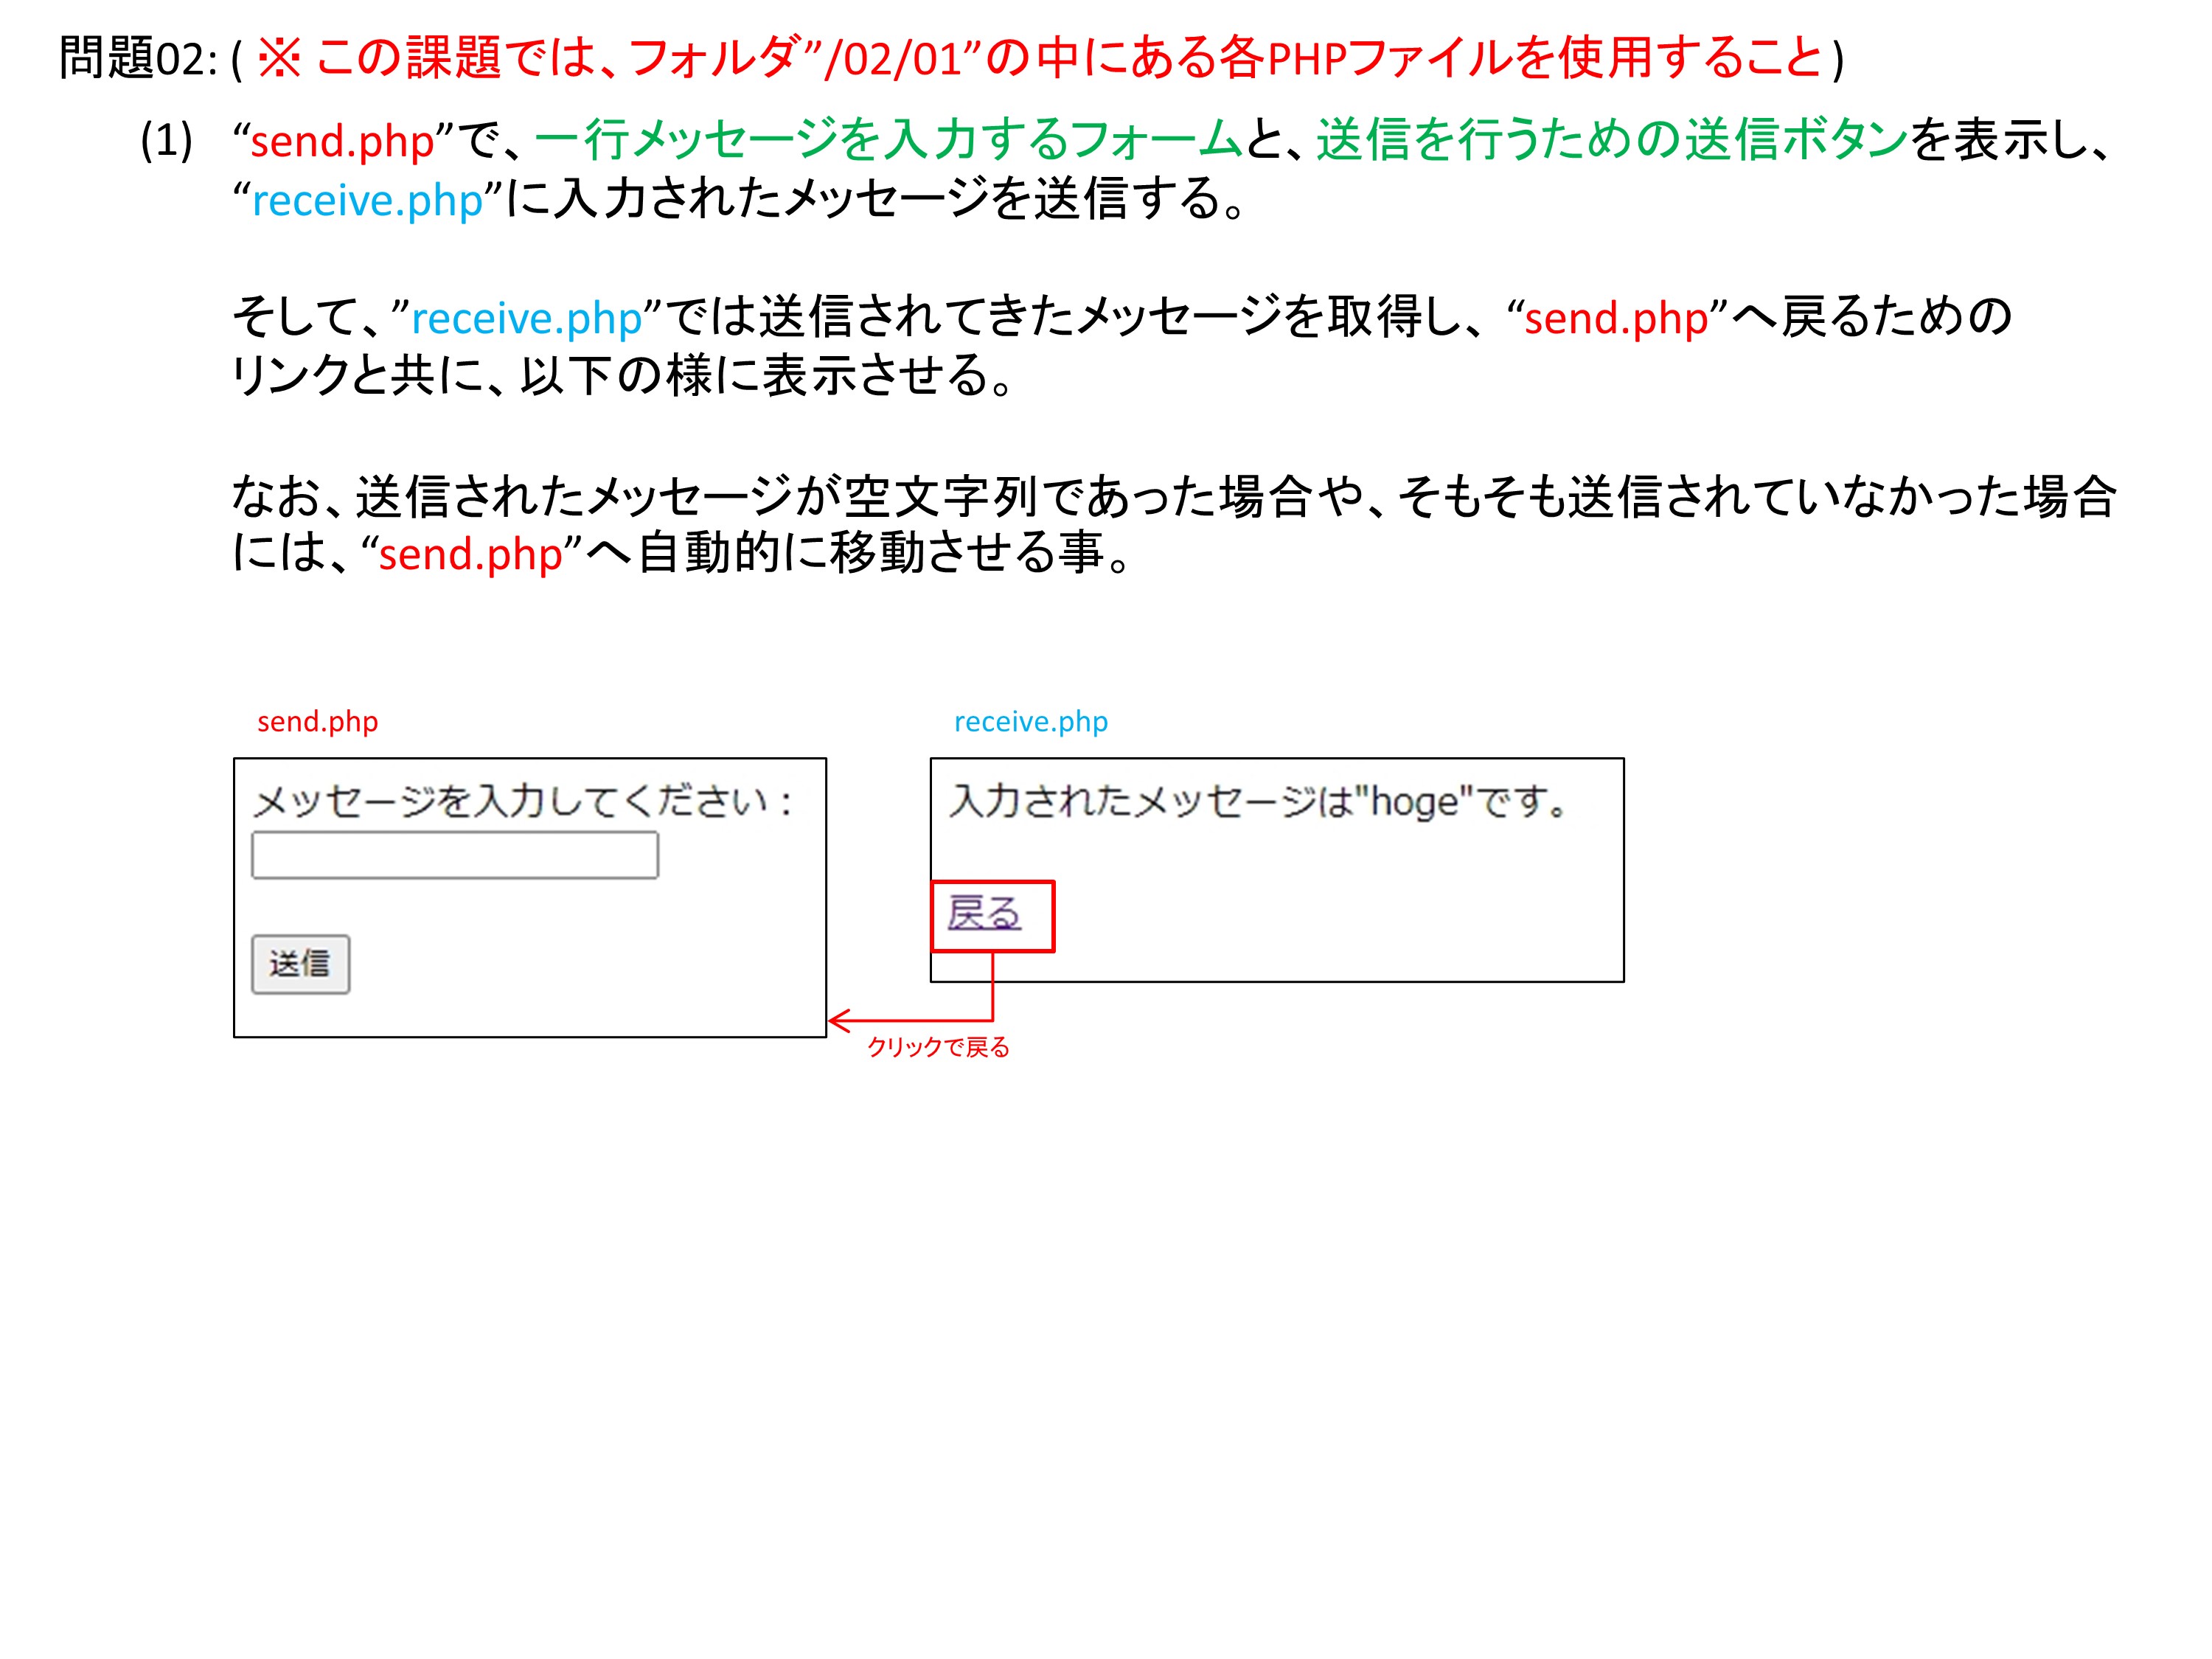 問題02: ( ※ この課題では、フォルダ”/02/01”の中にある各PHPファイルを使用すること )
(1) “send.php”で、一行メッセージを入力するフォームと、送信を行うための送信ボタンを表示し、
“receive.php”に入力されたメッセージを送信する。
そして、”receive.php”では送信されてきたメッセージを取得し、“send.php”へ戻るための
リンクと共に、以下の様に表示させる。
なお、送信されたメッセージが空文字列であった場合や、そもそも送信されていなかった場合
には、“send.php”へ自動的に移動させる事。
send.php
メッセージを入力してください：
送信
receive.php
入力されたメッセージは"hoge"です。
戻る
クリックで戻る